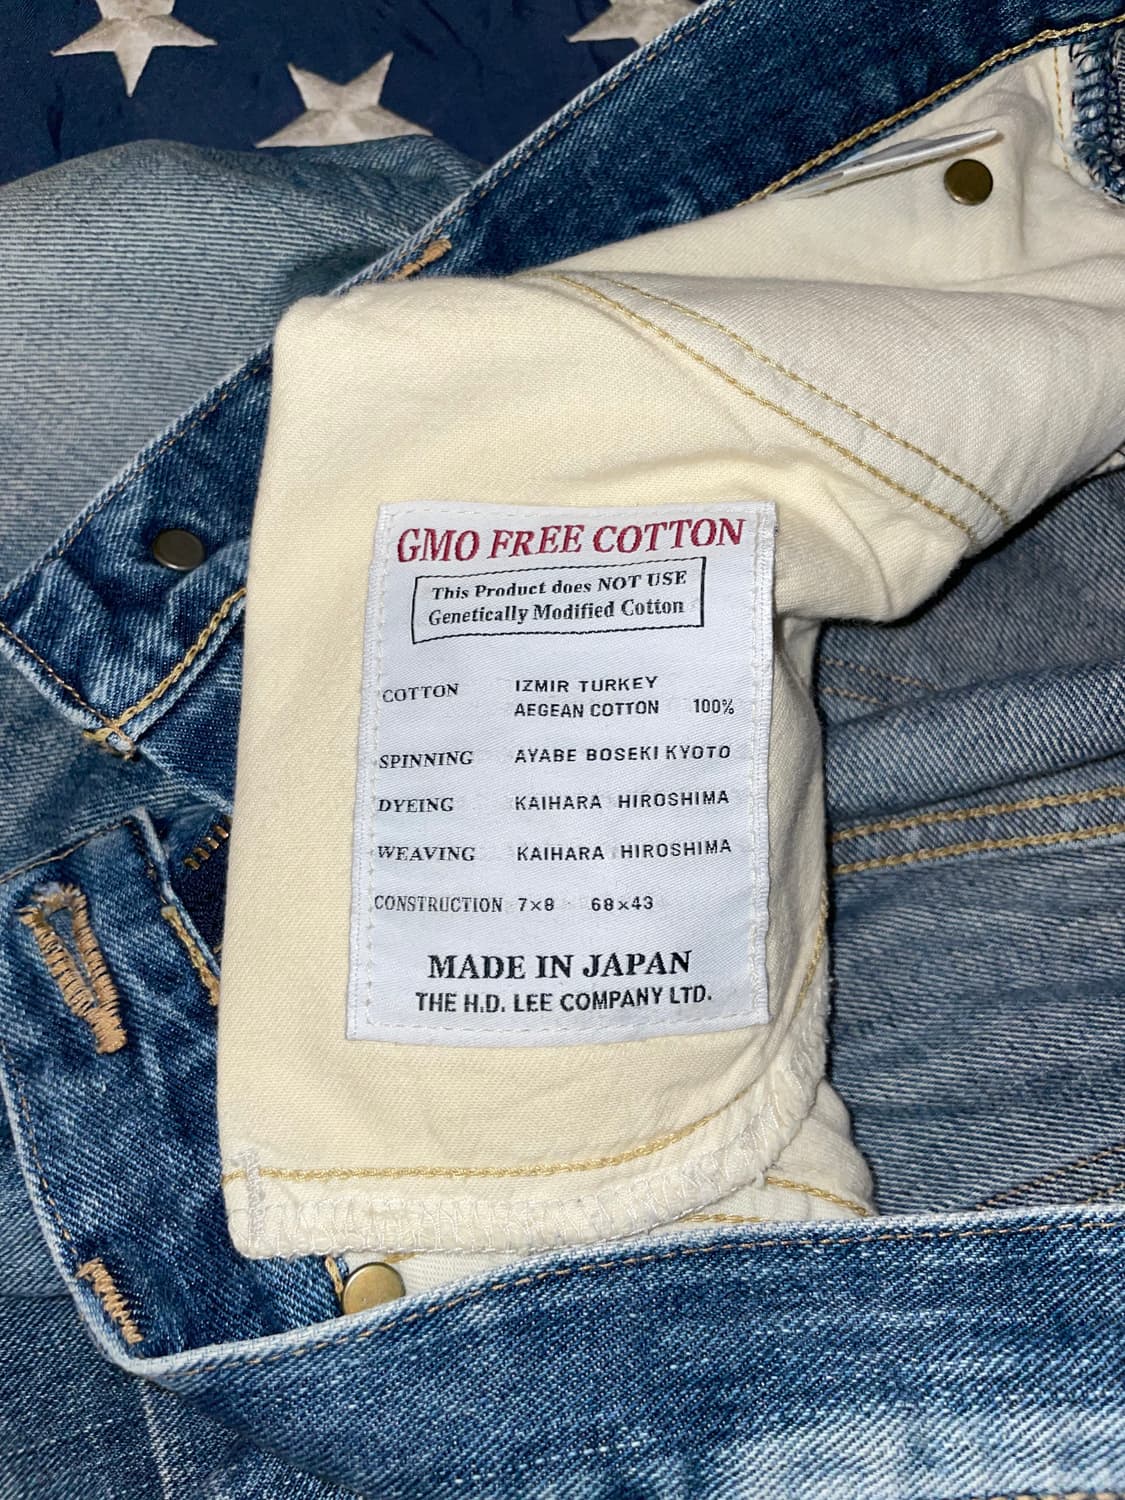 GMO FREE COTTON
This Product does NOT USE
Genetically Modified Cotton
COTTON IZMIR TURKEY
AEGEAN COTTON 100%
SPINNING AYABE BOSEKI KYOTO
DYEING KAIHARA HIROSHIMA
WEAVING KAIHARA HIROSHIMA
CONSTRUCTION 7×8 68×43
MADE IN JAPAN
THE H.D. LEE COMPANY LTD.